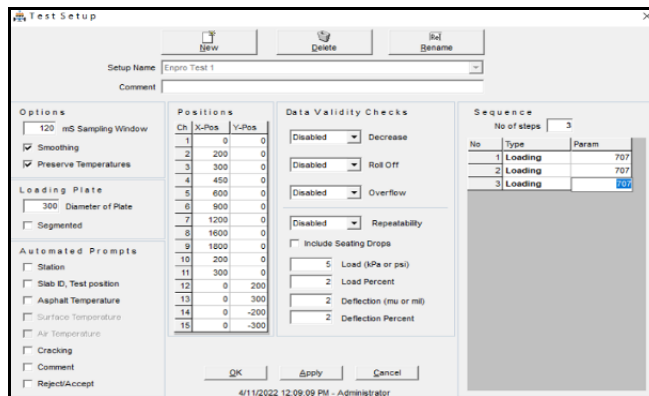 Test Setup
New
Delete
Rename
Setup Name Enpro Test 1
Comment
Options
120 mS Sampling Window
Smoothing
Preserve Temperatures
Loading Plate
300 Diameter of Plate
Segmented
Automated Prompts
Station
Slab ID, Test position
Asphalt Temperature
Surface Temperature
Air Temperature
Cracking
Comment
Reject/Accept
Positions
Ch X-Pos Y-Pos
1 0 0
2 200 0
3 300 0
4 450 0
5 600 0
6 900 0
7 1200 0
8 1600 0
9 1800 0
10 200 0
11 300 0
12 0 200
13 0 300
14 0 -200
15 0 -300
Data Validity Checks
Disabled Decrease
Disabled Roll Off
Disabled Overflow
Disabled Repeatability
Include Seating Drops
5 Load (kPa or psi)
2 Load Percent
2 Deflection (mu or mil)
2 Deflection Percent
Sequence
No of steps 3
No Type Param
1 Loading 707
2 Loading 707
3 Loading 707
OK
Apply
Cancel
4/11/2022 12:09:09 PM - Administrator